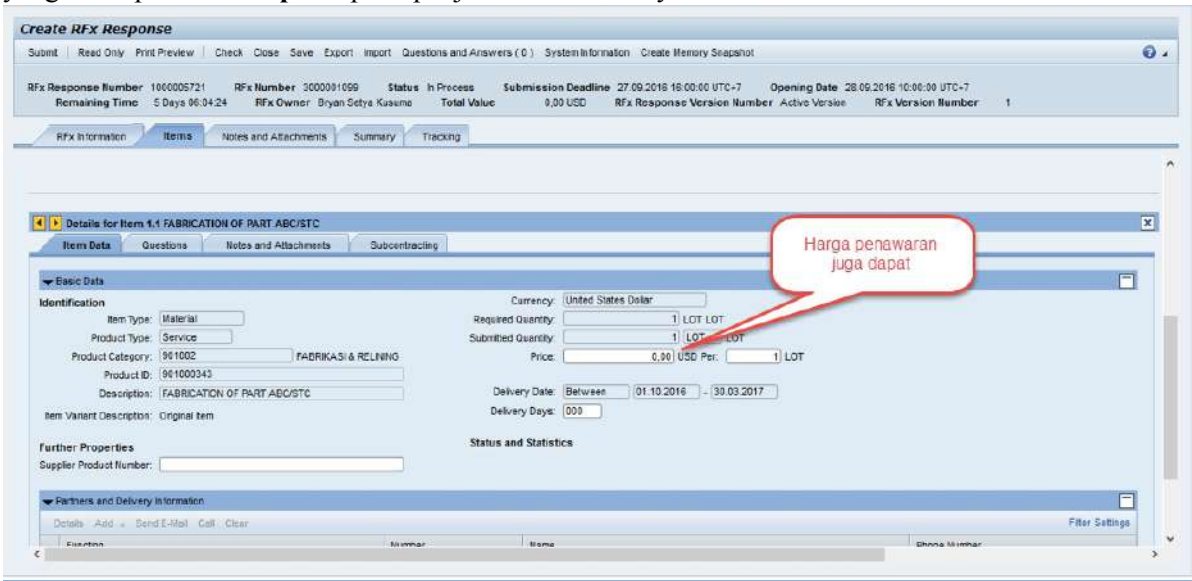 Create RFx Response
Submit Read Only Print Preview Check Close Save Export Import Questions and Answers ( 0 ) System Information Create Memory Snapshot
RFx Response Number 1000005721 RFx Number 3000001099 Status In Process Submission Deadline 27.09.2016 16:00:00 UTC+7 Opening Date 28.09.2016 10:00:00 UTC+7
Remaining Time 5 Days 06:04:24 RFx Owner Bryan Setya Kusuma Total Value 0,00 USD RFx Response Version Number Active Version RFx Version Number 1
RFx Information Items Notes and Attachments Summary Tracking
Details for Item 1.1 FABRICATION OF PART ABC/STC
Item Data Questions Notes and Attachments Subcontracting
Harga penawaran
juga dapat
Basic Data
Identification
Item Type: Material
Product Type: Service
Product Category: 901002 FABRIKASI & RELINING
Product ID: 901000343
Description: FABRICATION OF PART ABC/STC
Item Variant Description: Original Item
Further Properties
Supplier Product Number:
Currency: United States Dollar
Required Quantity: 1 LOT LOT
Submitted Quantity: 1 LOT LOT
Price: 0,00 USD Per: 1 LOT
Delivery Date: Between 01.10.2016 - 30.03.2017
Delivery Days: 000
Status and Statistics
Partners and Delivery Information
Details Add Send E-Mail Call Clear Filter Settings
Function Number Name Phone Number